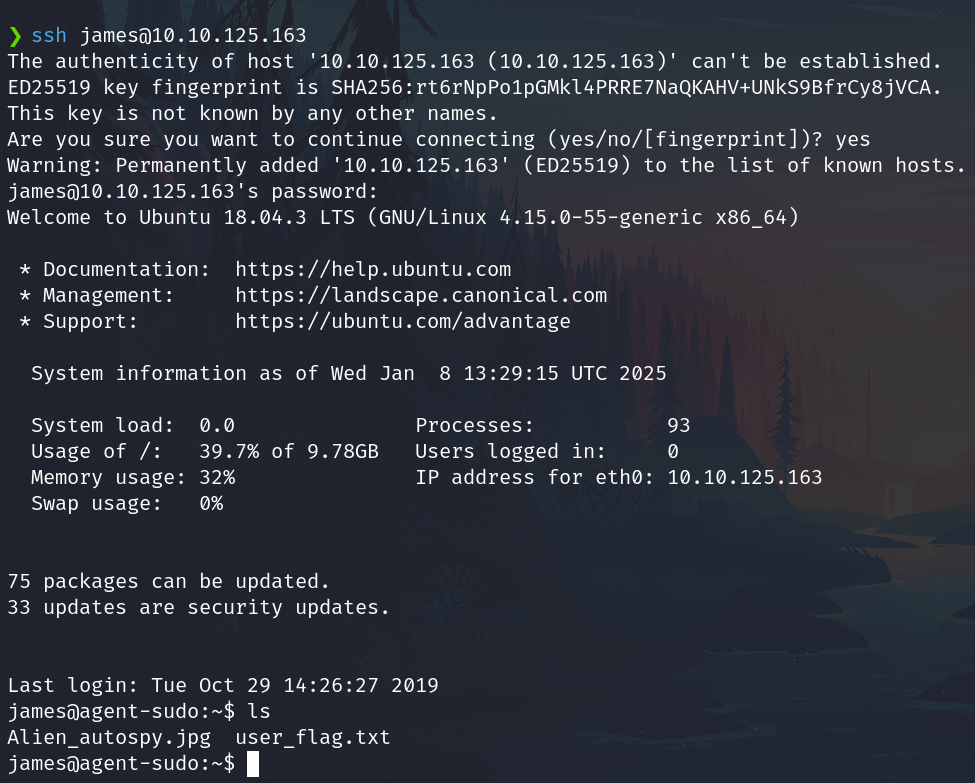 ❯ ssh james@10.10.125.163
The authenticity of host '10.10.125.163 (10.10.125.163)' can't be established.
ED25519 key fingerprint is SHA256:rt6rNpPo1pGMkl4PRRE7NaQKAHV+UNkS9BfrCy8jVCA.
This key is not known by any other names.
Are you sure you want to continue connecting (yes/no/[fingerprint])? yes
Warning: Permanently added '10.10.125.163' (ED25519) to the list of known hosts.
james@10.10.125.163's password:
Welcome to Ubuntu 18.04.3 LTS (GNU/Linux 4.15.0-55-generic x86_64)
 * Documentation:  https://help.ubuntu.com
 * Management:     https://landscape.canonical.com
 * Support:        https://ubuntu.com/advantage
  System information as of Wed Jan  8 13:29:15 UTC 2025
  System load:  0.0               Processes:           93
  Usage of /:   39.7% of 9.78GB   Users logged in:     0
  Memory usage: 32%               IP address for eth0: 10.10.125.163
  Swap usage:   0%
75 packages can be updated.
33 updates are security updates.
Last login: Tue Oct 29 14:26:27 2019
james@agent-sudo:~$ ls
Alien_autospy.jpg  user_flag.txt
james@agent-sudo:~$